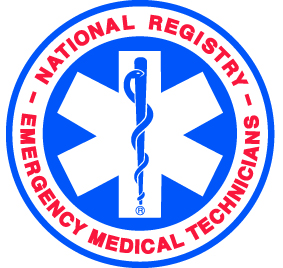 – NATIONAL REGISTRY –
EMERGENCY MEDICAL TECHNICIANS
®